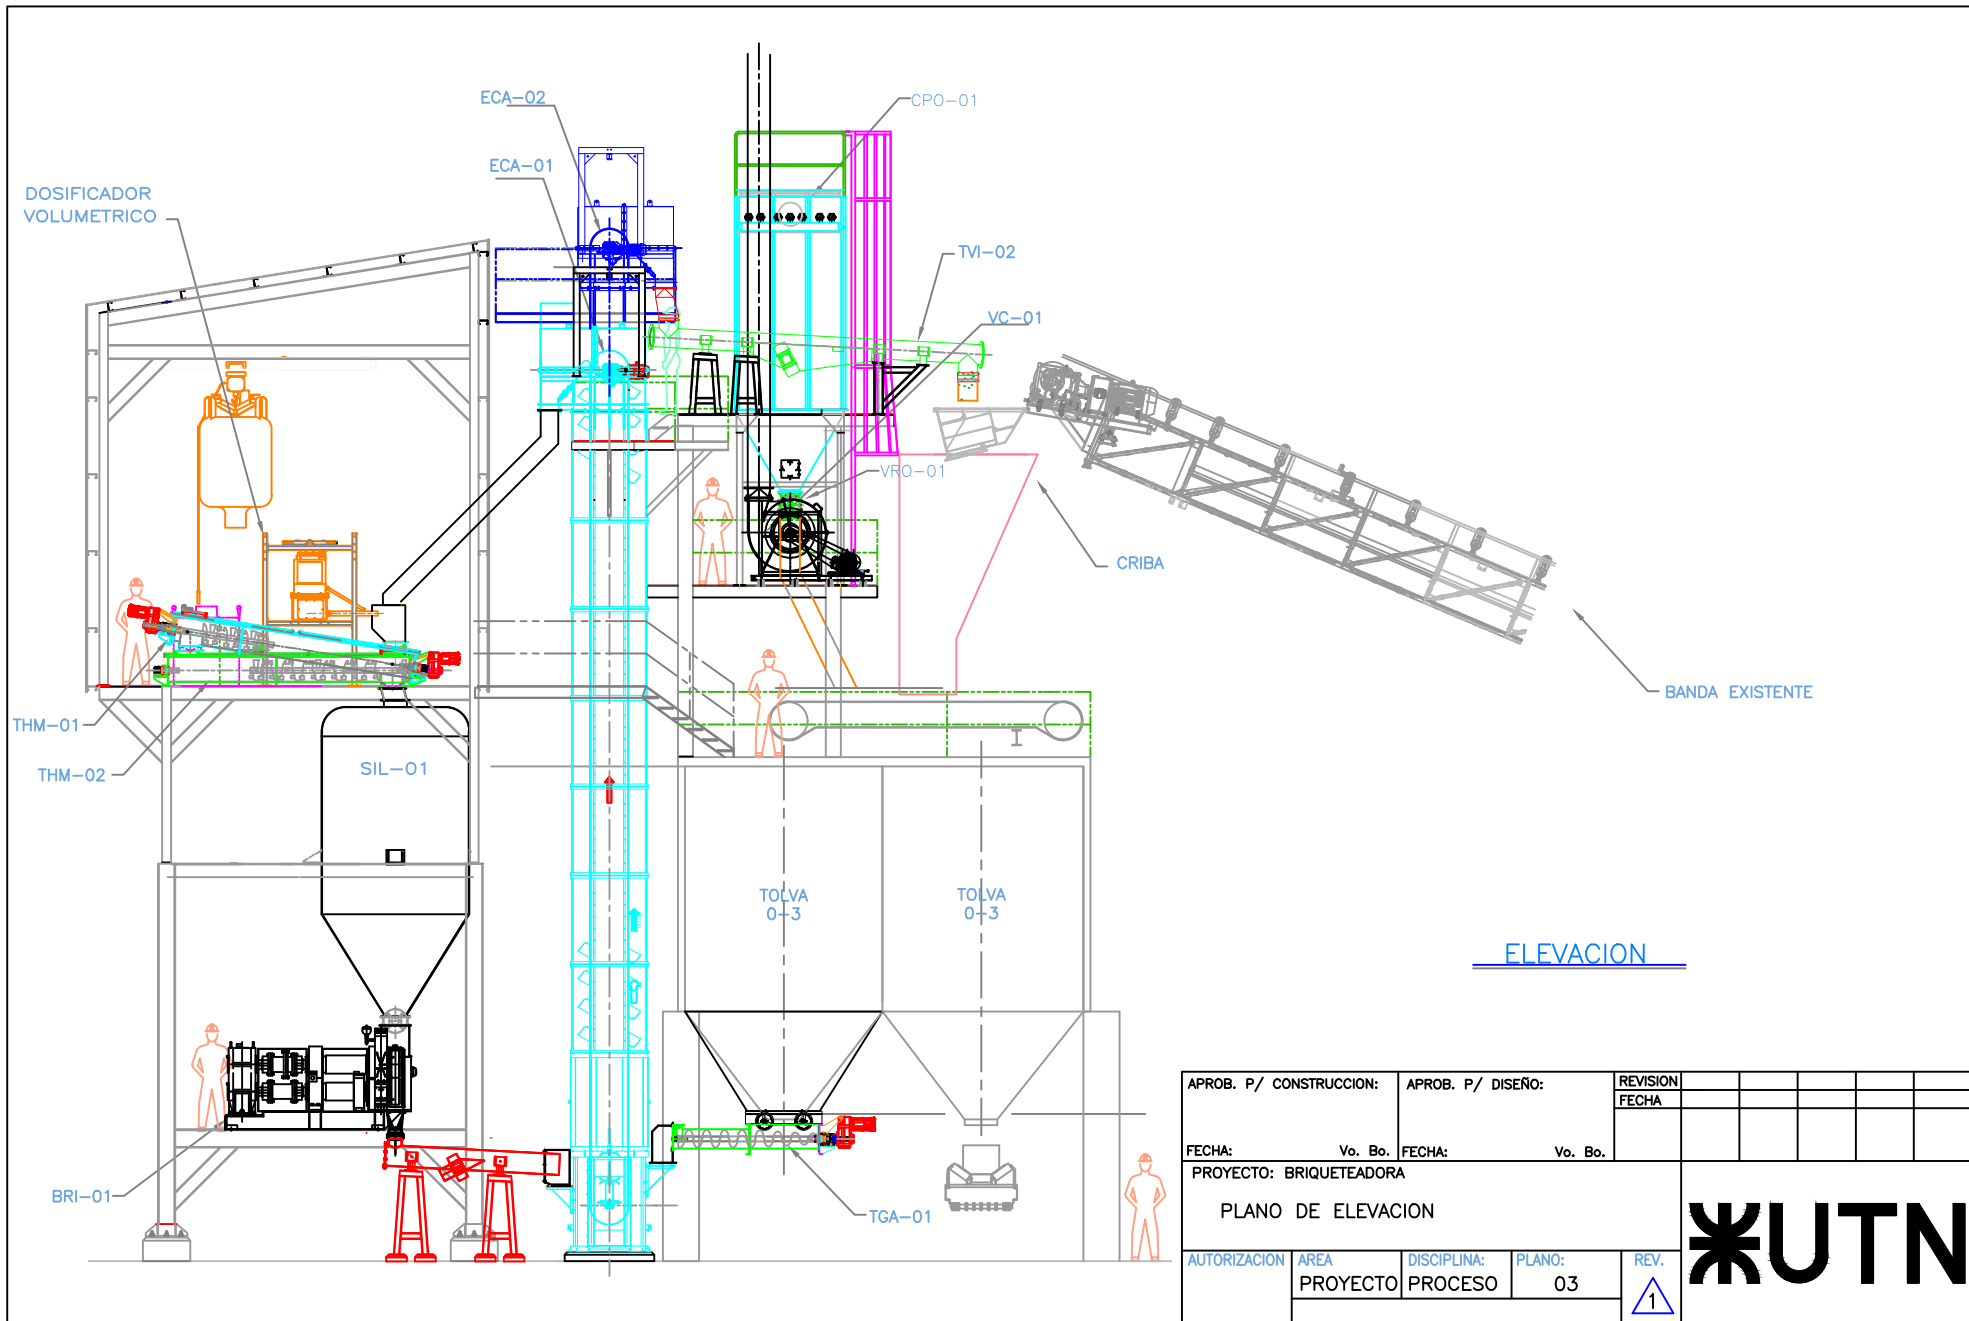 ECA-02
CPO-01
ECA-01
DOSIFICADOR
VOLUMETRICO
TVI-02
VC-01
VRO-01
CRIBA
BANDA EXISTENTE
THM-01
THM-02
SIL-01
TOLVA
0-3
TOLVA
0-3
ELEVACION
BRI-01
TGA-01
APROB. P/ CONSTRUCCION:
APROB. P/ DISEÑO:
REVISION
FECHA
FECHA: Vo. Bo.
FECHA: Vo. Bo.
PROYECTO: BRIQUETEADORA
PLANO DE ELEVACION
AUTORIZACION
AREA
PROYECTO
DISCIPLINA:
PROCESO
PLANO:
03
REV.
1
UTN